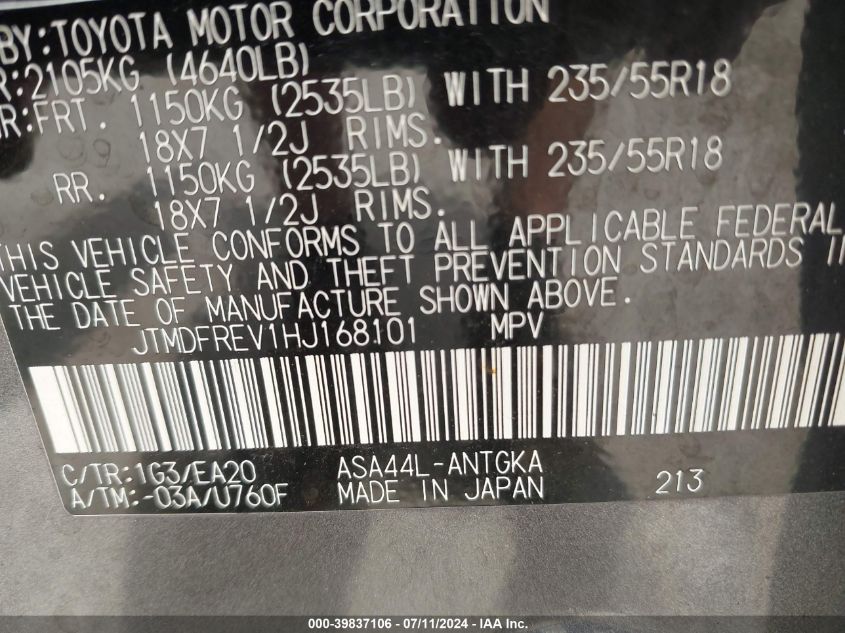 BY:TOYOTA MOTOR CORPORATION
R:2105KG (4640LB)
R:FRT. 1150KG (2535LB) WITH 235/55R18
18X7 1/2J RIMS.
RR. 1150KG (2535LB) WITH 235/55R18
18X7 1/2J RIMS.
THIS VEHICLE CONFORMS TO ALL APPLICABLE FEDERAL
VEHICLE SAFETY AND THEFT PREVENTION STANDARDS I
THE DATE OF MANUFACTURE SHOWN ABOVE.
JTMDFREV1HJ168101 MPV
C/TR:1G3/EA20 ASA44L-ANTGKA
A/TM:-03A/U760F MADE IN JAPAN 213
000-39837106 - 07/11/2024 - IAA Inc.